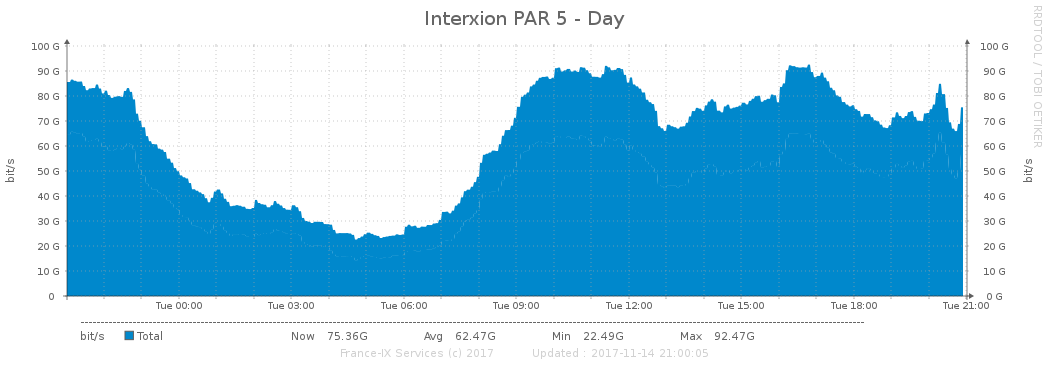 Interxion PAR 5 - Day
RRDTOOL / TOBI OETIKER
100 G 100 G
90 G 90 G
80 G 80 G
70 G 70 G
60 G 60 G
50 G 50 G
40 G 40 G
30 G 30 G
20 G 20 G
10 G 10 G
0 0 G
bit/s
bit/s
Tue 00:00 Tue 03:00 Tue 06:00 Tue 09:00 Tue 12:00 Tue 15:00 Tue 18:00 Tue 21:00
bit/s Total Now 75.36G Avg 62.47G Min 22.49G Max 92.47G
France-IX Services (c) 2017 Updated : 2017-11-14 21:00:05